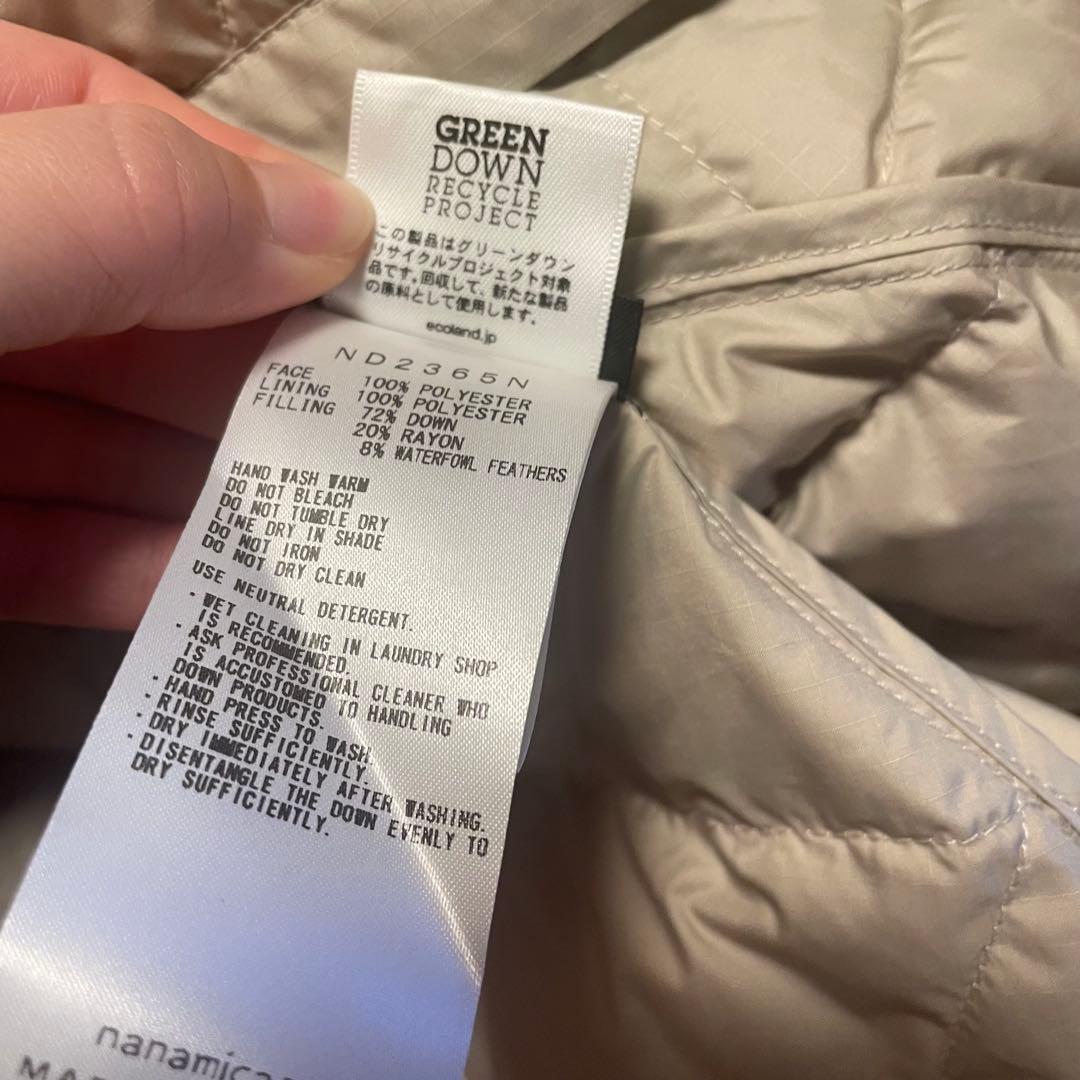 GREEN
DOWN
RECYCLE
PROJECT
この製品はグリーンダウン
リサイクルプロジェクト対象
品です。回収して、新たな製品
の原料として使用します。
ecoland.jp
ND2365N
FACE 100% POLYESTER
LINING 100% POLYESTER
FILLING 72% DOWN
20% RAYON
8% WATERFOWL FEATHERS
HAND WASH WARM
DO NOT BLEACH
DO NOT TUMBLE DRY
LINE DRY IN SHADE
DO NOT IRON
DO NOT DRY CLEAN
USE NEUTRAL DETERGENT.
・WET CLEANING IN LAUNDRY SHOP
IS RECOMMENDED.
・ASK PROFESSIONAL CLEANER WHO
IS ACCUSTOMED TO HANDLING
DOWN PRODUCTS.
・HAND PRESS TO WASH.
・RINSE SUFFICIENTLY.
・DRY IMMEDIATELY AFTER WASHING.
・DISENTANGLE THE DOWN EVENLY TO
DRY SUFFICIENTLY.
nanamica